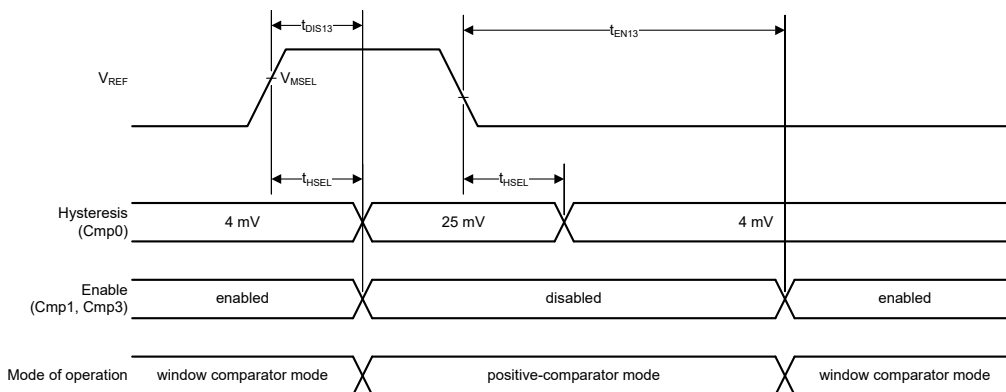 tDIS13
tEN13
VREF
VMSEL
tHSEL
tHSEL
Hysteresis
(Cmp0)
4 mV
25 mV
4 mV
Enable
(Cmp1, Cmp3)
enabled
disabled
enabled
Mode of operation
window comparator mode
positive-comparator mode
window comparator mode